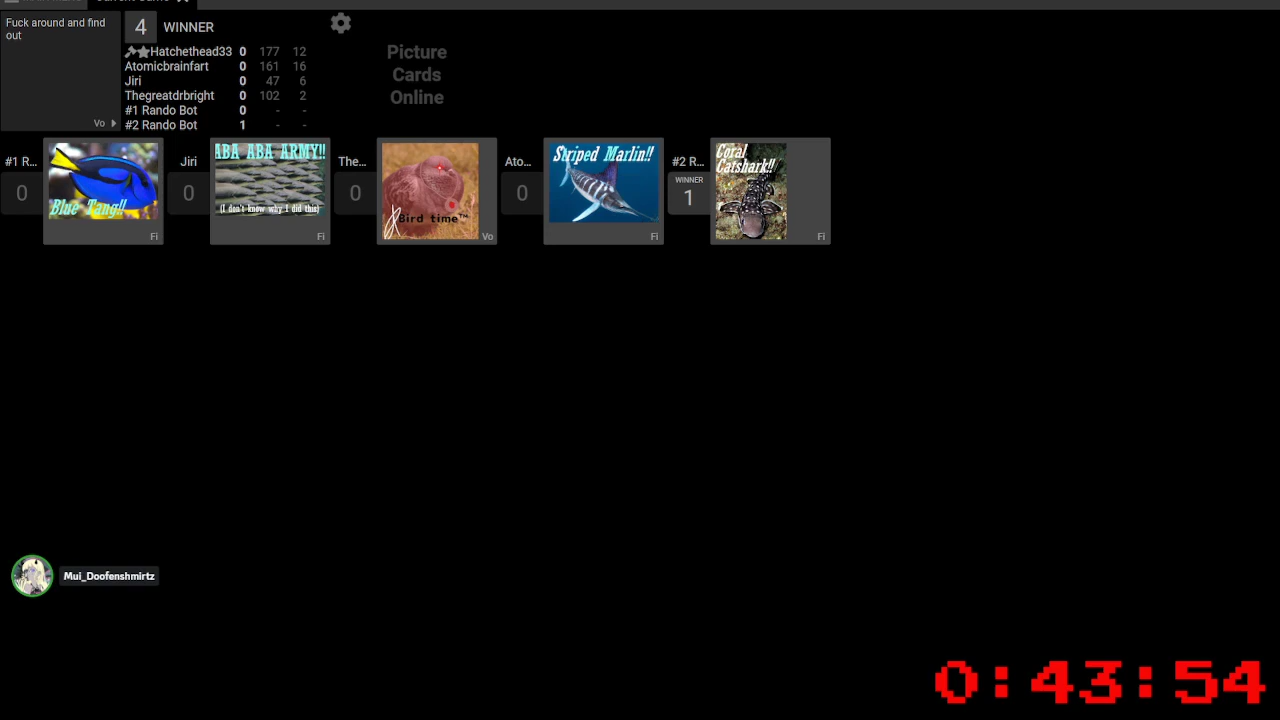 Fuck around and find
out
Vo
4 WINNER
Hatchethead33 0 177 12
Atomicbrainfart 0 161 16
Jiri 0 47 6
Thegreatdrbright 0 102 2
#1 Rando Bot 0 - -
#2 Rando Bot 1 - -
Picture
Cards
Online
#1 R...
0
Blue Tang!!
Fi
Jiri
0
ABA ABA ARMY!!
(I don't know why I did this)
Fi
The...
0
Bird time™
Vo
Ato...
0
Striped Marlin!!
Fi
#2 R...
WINNER
1
Coral
Catshark!!
Fi
Mui_Doofenshmirtz
0:43:54